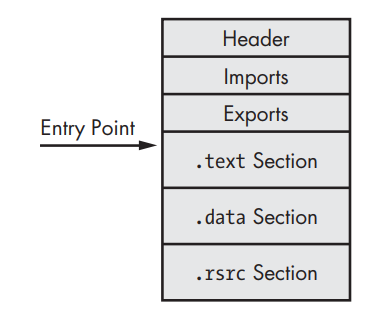 Header
Imports
Exports
Entry Point
.text Section
.data Section
.rsrc Section